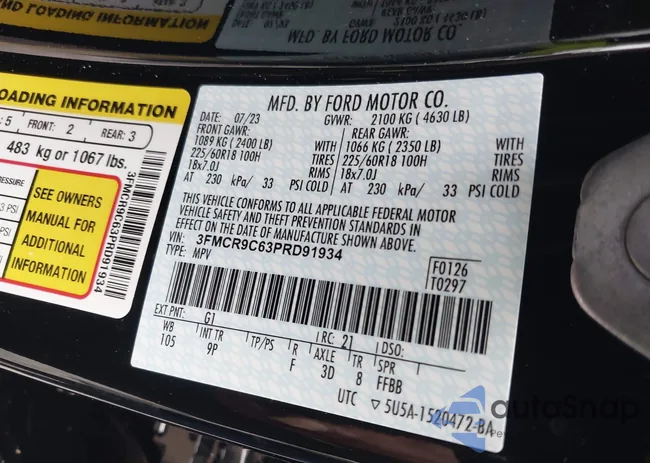 MFD. BY FORD MOTOR CO.
LOADING INFORMATION
: 5 FRONT: 2 REAR: 3
483 kg or 1067 lbs.
SEE OWNERS
MANUAL FOR
ADDITIONAL
INFORMATION
3FMCR9C63PRD91934
MFD. BY FORD MOTOR CO.
DATE: 07/23 GVWR: 2100 KG ( 4630 LB)
FRONT GAWR: REAR GAWR:
1089 KG ( 2400 LB) WITH 1066 KG ( 2350 LB) WITH
225/60R18 100H TIRES 225/60R18 100H TIRES
18x7.0J RIMS 18x7.0J RIMS
AT 230 kPa/ 33 PSI COLD AT 230 kPa/ 33 PSI COLD
THIS VEHICLE CONFORMS TO ALL APPLICABLE FEDERAL MOTOR
VEHICLE SAFETY AND THEFT PREVENTION STANDARDS IN
EFFECT ON THE DATE OF MANUFACTURE SHOWN ABOVE.
VIN: 3FMCR9C63PRD91934
TYPE: MPV
F0126
T0297
EXT PNT: G1 RC: 21 DSO:
WB INT TR TP/PS R AXLE TR SPR
105 9P F 3D 8 FFBB
UTC ▽ 5U5A-1520472-BA
autoSnap